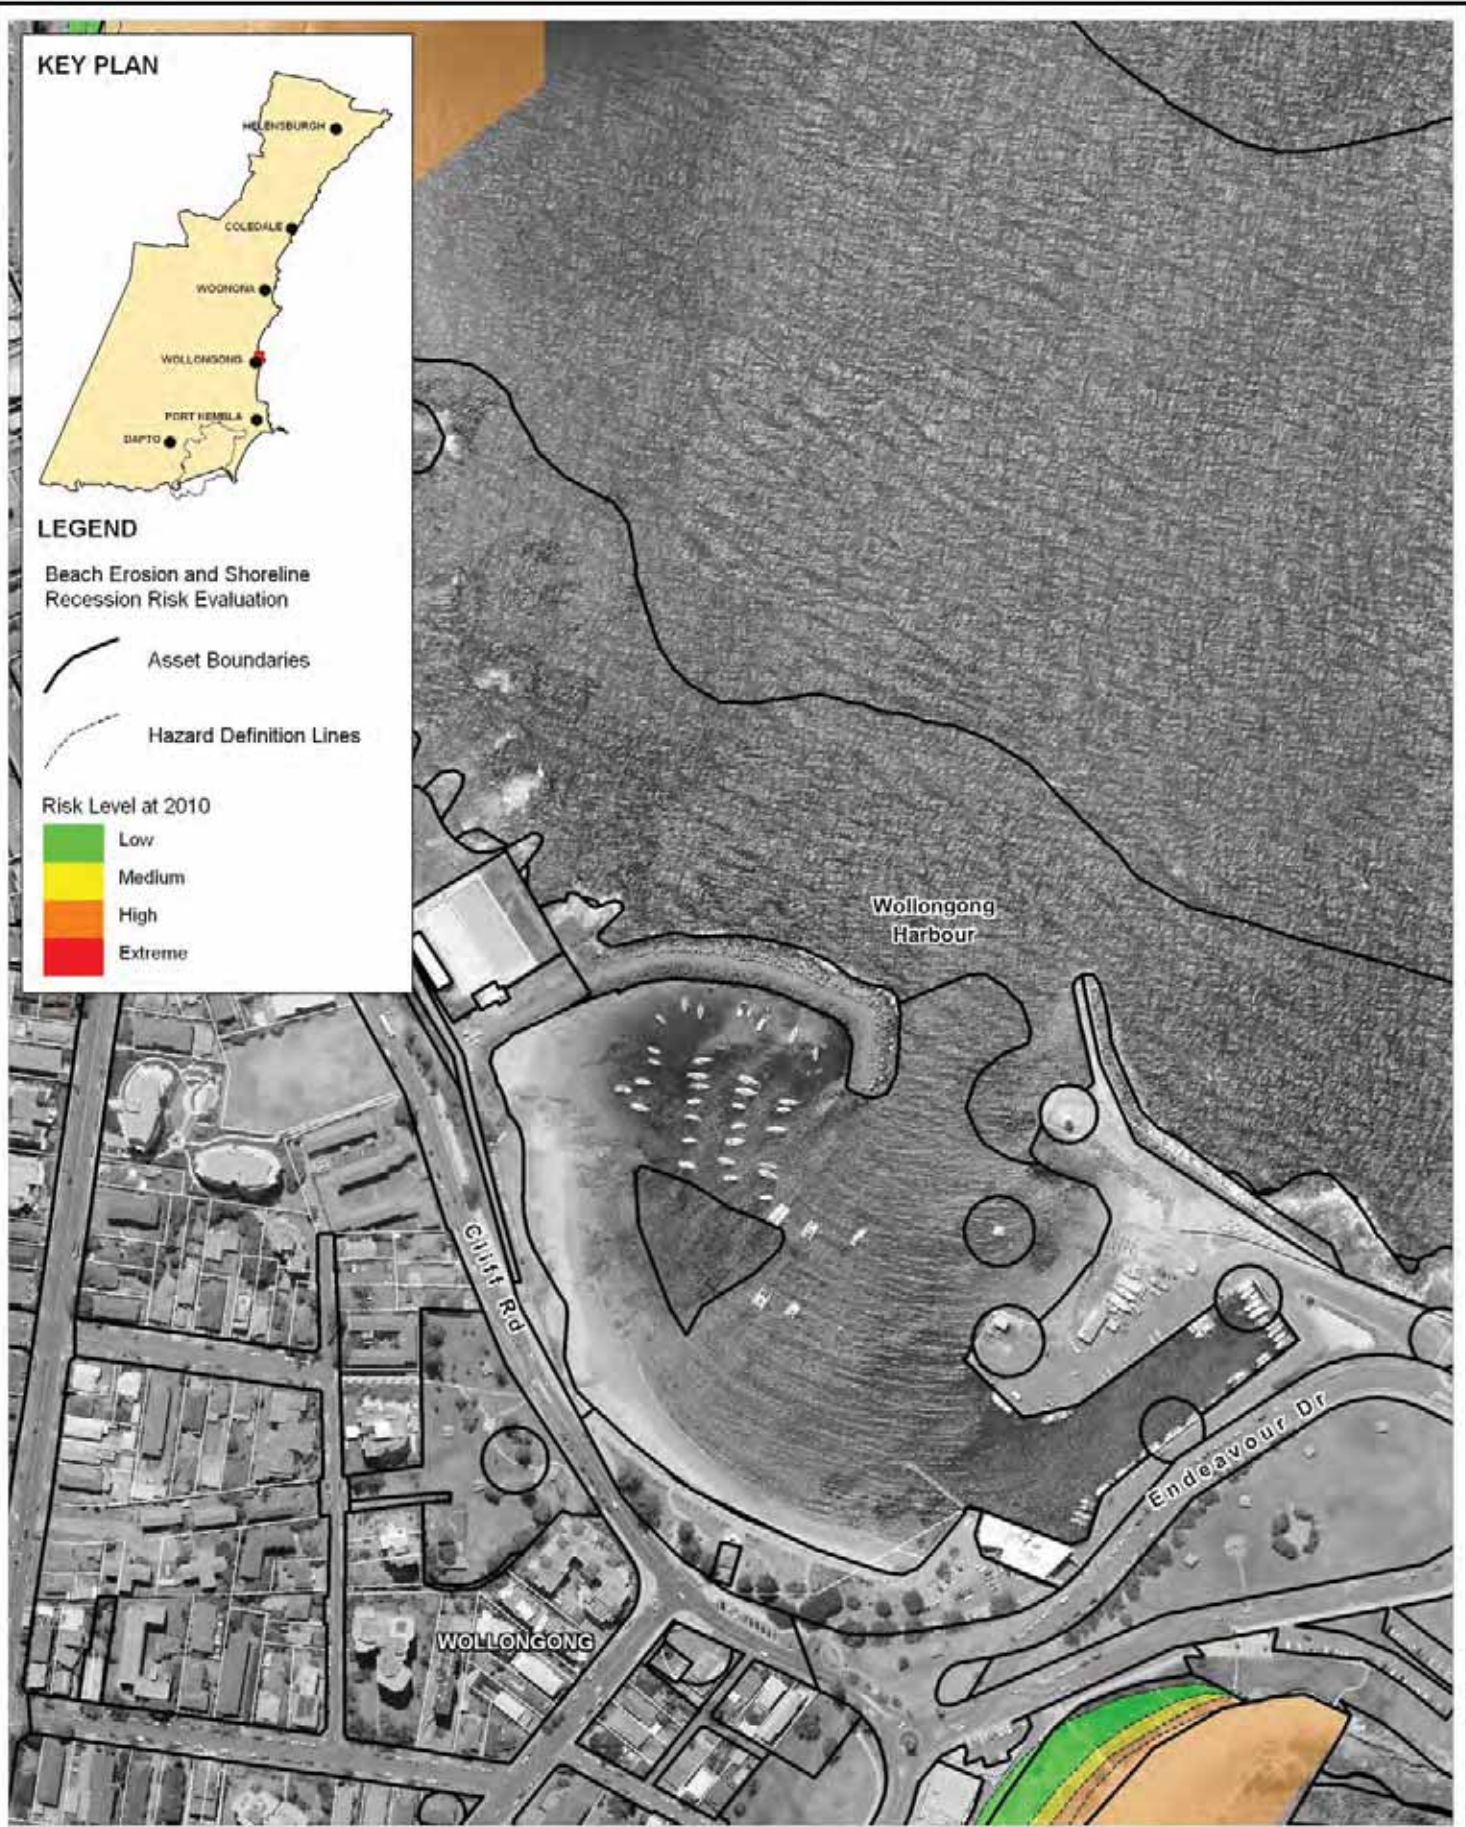 KEY PLAN
HELENSBURGH
COLEDALE
WOONONA
WOLLONGONG
PORT KEMBLA
DAPTO
LEGEND
Beach Erosion and Shoreline
Recession Risk Evaluation
Asset Boundaries
Hazard Definition Lines
Risk Level at 2010
Low
Medium
High
Extreme
Wollongong
Harbour
Cliff Rd
Endeavour Dr
WOLLONGONG